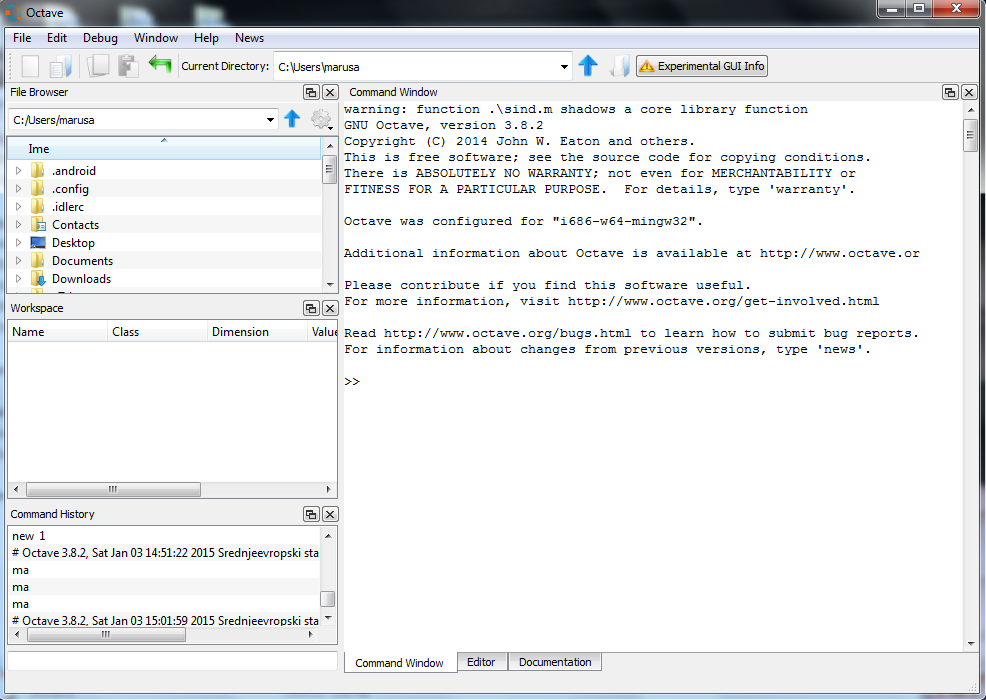 Octave
File Edit Debug Window Help News
Current Directory: C:\Users\marusa Experimental GUI Info
File Browser
C:/Users/marusa
Ime
.android
.config
.idlerc
Contacts
Desktop
Documents
Downloads
Workspace
Name Class Dimension Value
Command History
new 1
# Octave 3.8.2, Sat Jan 03 14:51:22 2015 Srednjeevropski sta
ma
ma
ma
# Octave 3.8.2, Sat Jan 03 15:01:59 2015 Srednjeevropski sta
Command Window
warning: function .\sind.m shadows a core library function
GNU Octave, version 3.8.2
Copyright (C) 2014 John W. Eaton and others.
This is free software; see the source code for copying conditions.
There is ABSOLUTELY NO WARRANTY; not even for MERCHANTABILITY or
FITNESS FOR A PARTICULAR PURPOSE.  For details, type 'warranty'.
Octave was configured for "i686-w64-mingw32".
Additional information about Octave is available at http://www.octave.or
Please contribute if you find this software useful.
For more information, visit http://www.octave.org/get-involved.html
Read http://www.octave.org/bugs.html to learn how to submit bug reports.
For information about changes from previous versions, type 'news'.
>>
Command Window Editor Documentation